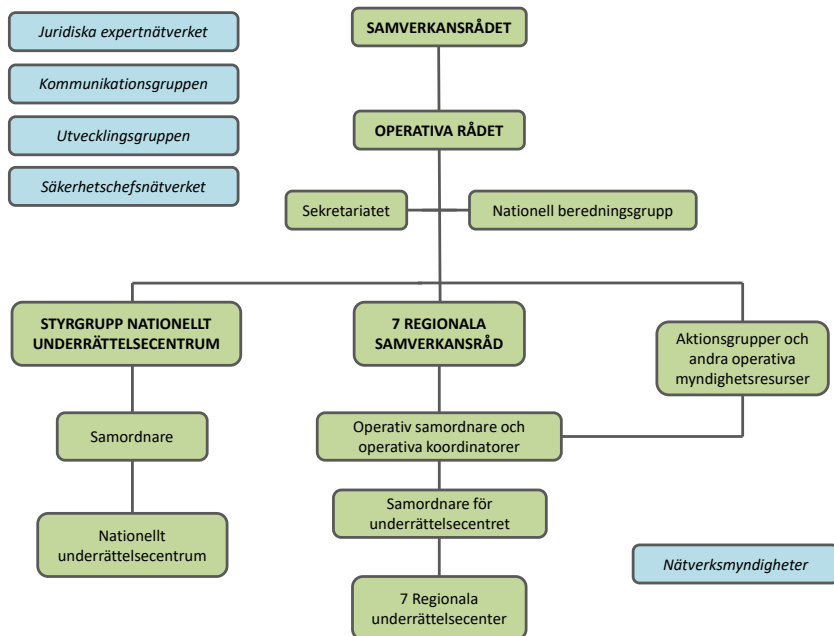 Juridiska expertnätverket
Kommunikationsgruppen
Utvecklingsgruppen
Säkerhetschefsnätverket
SAMVERKANSRÅDET
OPERATIVA RÅDET
Sekretariatet
Nationell beredningsgrupp
STYRGRUPP NATIONELLT
UNDERRÄTTELSECENTRUM
7 REGIONALA
SAMVERKANSRÅD
Aktionsgrupper och
andra operativa
myndighetsresurser
Samordnare
Operativ samordnare och
operativa koordinatorer
Nationellt
underrättelsecentrum
Samordnare för
underrättelsecentret
7 Regionala
underrättelsecenter
Nätverksmyndigheter